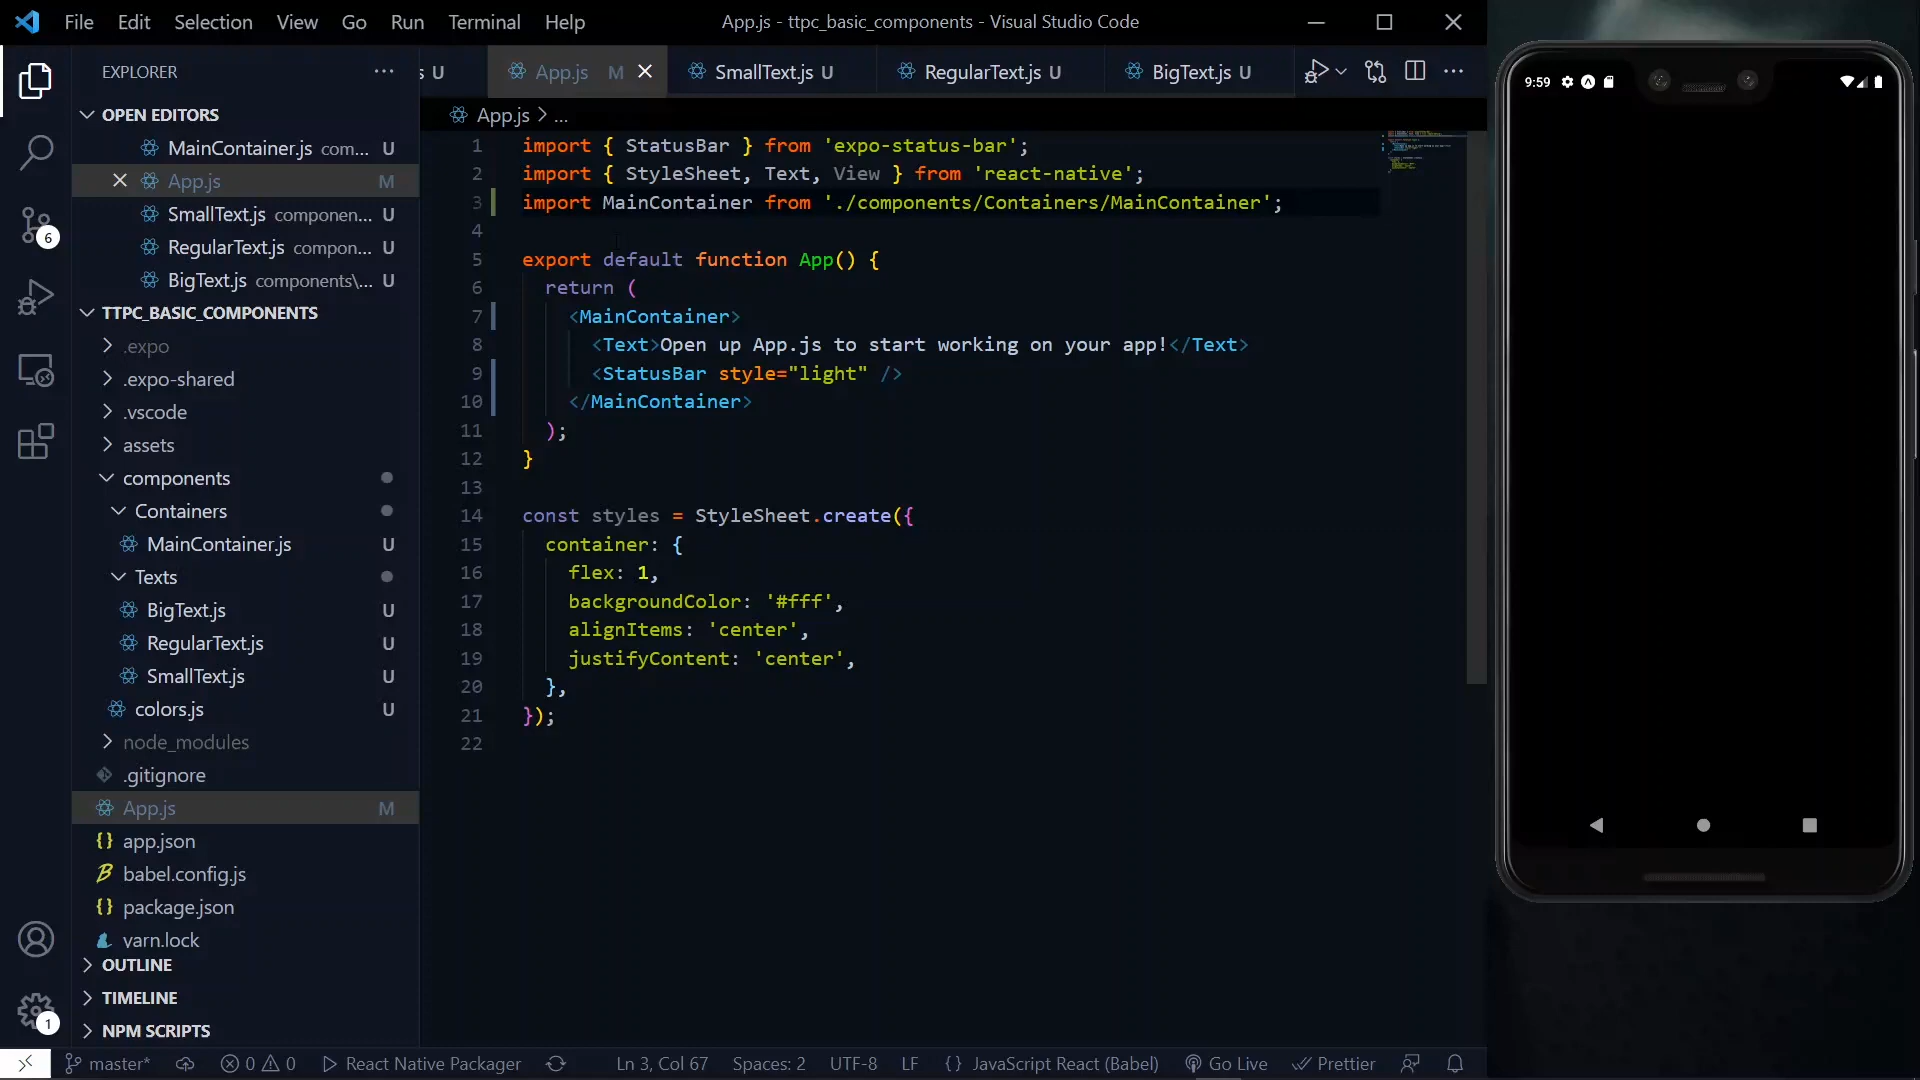 File Edit Selection View Go Run Terminal Help
App.js - ttpc_basic_components - Visual Studio Code
EXPLORER
s U
App.js M
SmallText.js U
RegularText.js U
BigText.js U
OPEN EDITORS
MainContainer.js com... U
App.js M
SmallText.js componen... U
RegularText.js compon... U
BigText.js components\... U
TTPC_BASIC_COMPONENTS
.expo
.expo-shared
.vscode
assets
components
Containers
MainContainer.js U
Texts
BigText.js U
RegularText.js U
SmallText.js U
colors.js U
node_modules
.gitignore
App.js M
app.json
babel.config.js
package.json
yarn.lock
OUTLINE
TIMELINE
NPM SCRIPTS
6
1
App.js > ...
1 import { StatusBar } from 'expo-status-bar';
2 import { StyleSheet, Text, View } from 'react-native';
3 import MainContainer from './components/Containers/MainContainer';
4
5 export default function App() {
6 return (
7 <MainContainer>
8 <Text>Open up App.js to start working on your app!</Text>
9 <StatusBar style="light" />
10 </MainContainer>
11 );
12 }
13
14 const styles = StyleSheet.create({
15 container: {
16 flex: 1,
17 backgroundColor: '#fff',
18 alignItems: 'center',
19 justifyContent: 'center',
20 },
21 });
22
master* 0 0 React Native Packager Ln 3, Col 67 Spaces: 2 UTF-8 LF {} JavaScript React (Babel) Go Live Prettier
9:59